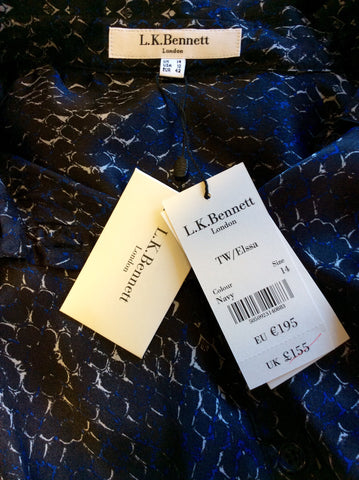 L.K.Bennett
London
UK 14
USA 12
EUR 42
L.K.Bennett
London
L.K.Bennett
London
TW/Elssa
Colour Size
Navy 14
EU €195
UK £155